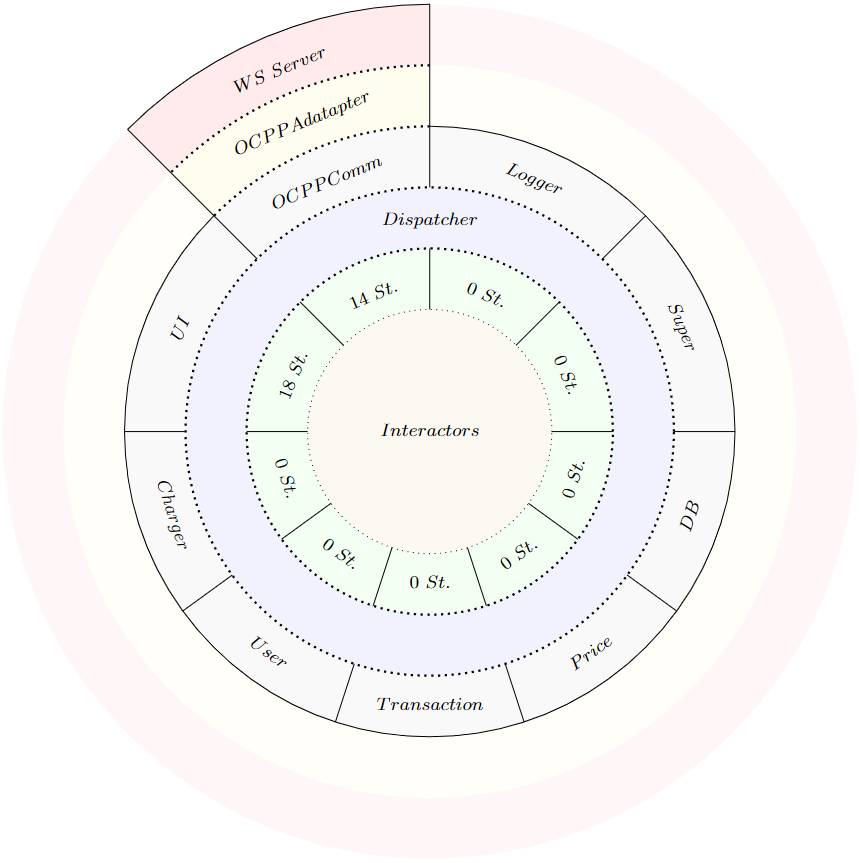 WS Server
OCPPAdatapter
OCPPComm
Logger
Dispatcher
14 St.
0 St.
UI
Super
18 St.
0 St.
Interactors
0 St.
0 St.
Charger
DB
0 St.
0 St.
0 St.
User
Price
Transaction